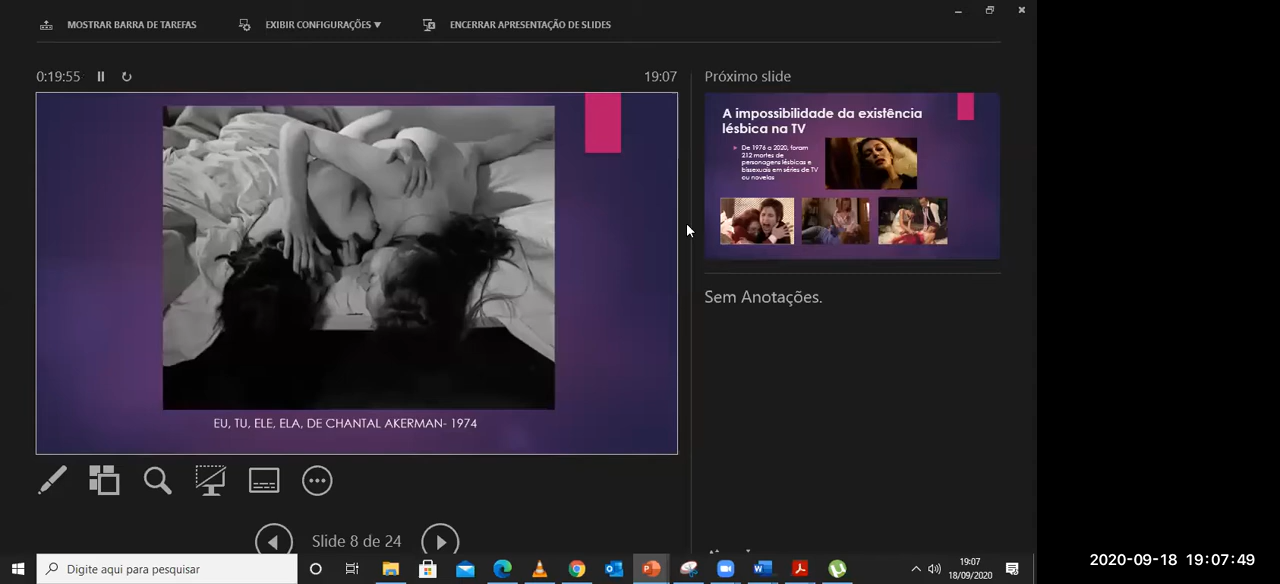 MOSTRAR BARRA DE TAREFAS
EXIBIR CONFIGURAÇÕES ▼
ENCERRAR APRESENTAÇÃO DE SLIDES
0:19:55
19:07
EU, TU, ELE, ELA, DE CHANTAL AKERMAN- 1974
Próximo slide
A impossibilidade da existência
lésbica na TV
De 1976 a 2020, foram
212 mortes de
personagens lésbicas e
bissexuais em séries de TV
ou novelas
Sem Anotações.
Slide 8 de 24
Digite aqui para pesquisar
19:07
18/09/2020
2020-09-18 19:07:49